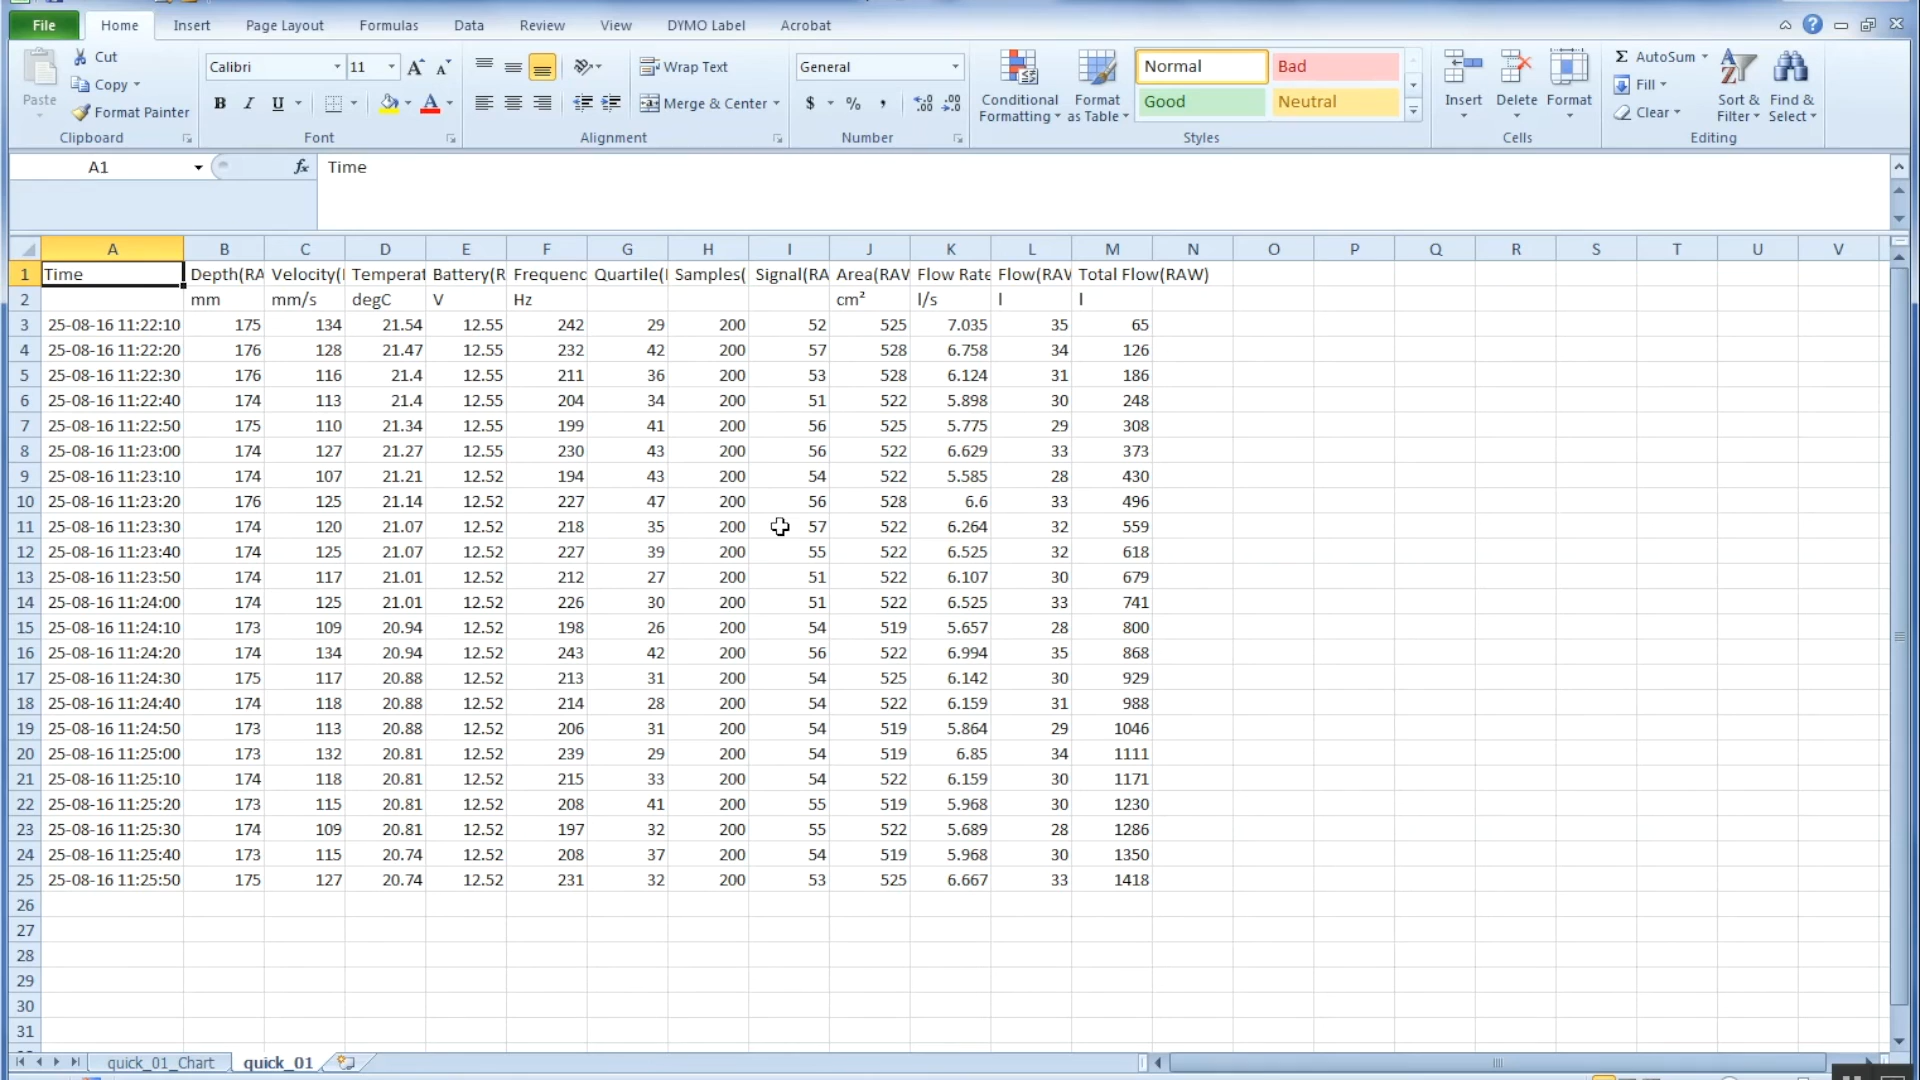 File Home Insert Page Layout Formulas Data Review View DYMO Label Acrobat
Cut
Copy
Format Painter
Paste
Clipboard
Calibri 11
B I U
Font
Wrap Text
Merge & Center
Alignment
General
$ % ,
Number
Conditional Formatting
Format as Table
Normal Bad
Good Neutral
Styles
Insert Delete Format
Cells
Σ AutoSum
Fill
Clear
Sort & Filter
Find & Select
Editing
A1 fx Time
A B C D E F G H I J K L M N O P Q R S T U V
1 Time Depth(RA Velocity( Temperat Battery(R Frequenc Quartile( Samples( Signal(RA Area(RAW Flow Rate Flow(RAW Total Flow(RAW)
2 mm mm/s degC V Hz cm² l/s l l
3 25-08-16 11:22:10 175 134 21.54 12.55 242 29 200 52 525 7.035 35 65
4 25-08-16 11:22:20 176 128 21.47 12.55 232 42 200 57 528 6.758 34 126
5 25-08-16 11:22:30 176 116 21.4 12.55 211 36 200 53 528 6.124 31 186
6 25-08-16 11:22:40 174 113 21.4 12.55 204 34 200 51 522 5.898 30 248
7 25-08-16 11:22:50 175 110 21.34 12.55 199 41 200 56 525 5.775 29 308
8 25-08-16 11:23:00 174 127 21.27 12.55 230 43 200 56 522 6.629 33 373
9 25-08-16 11:23:10 174 107 21.21 12.52 194 43 200 54 522 5.585 28 430
10 25-08-16 11:23:20 176 125 21.14 12.52 227 47 200 56 528 6.6 33 496
11 25-08-16 11:23:30 174 120 21.07 12.52 218 35 200 57 522 6.264 32 559
12 25-08-16 11:23:40 174 125 21.07 12.52 227 39 200 55 522 6.525 32 618
13 25-08-16 11:23:50 174 117 21.01 12.52 212 27 200 51 522 6.107 30 679
14 25-08-16 11:24:00 174 125 21.01 12.52 226 30 200 51 522 6.525 33 741
15 25-08-16 11:24:10 173 109 20.94 12.52 198 26 200 54 519 5.657 28 800
16 25-08-16 11:24:20 174 134 20.94 12.52 243 42 200 56 522 6.994 35 868
17 25-08-16 11:24:30 175 117 20.88 12.52 213 31 200 54 525 6.142 30 929
18 25-08-16 11:24:40 174 118 20.88 12.52 214 28 200 54 522 6.159 31 988
19 25-08-16 11:24:50 173 113 20.88 12.52 206 31 200 54 519 5.864 29 1046
20 25-08-16 11:25:00 173 132 20.81 12.52 239 29 200 54 519 6.85 34 1111
21 25-08-16 11:25:10 174 118 20.81 12.52 215 33 200 54 522 6.159 30 1171
22 25-08-16 11:25:20 173 115 20.81 12.52 208 41 200 55 519 5.968 30 1230
23 25-08-16 11:25:30 174 109 20.81 12.52 197 32 200 55 522 5.689 28 1286
24 25-08-16 11:25:40 173 115 20.74 12.52 208 37 200 54 519 5.968 30 1350
25 25-08-16 11:25:50 175 127 20.74 12.52 231 32 200 53 525 6.667 33 1418
26
27
28
29
30
31
quick_01_Chart quick_01